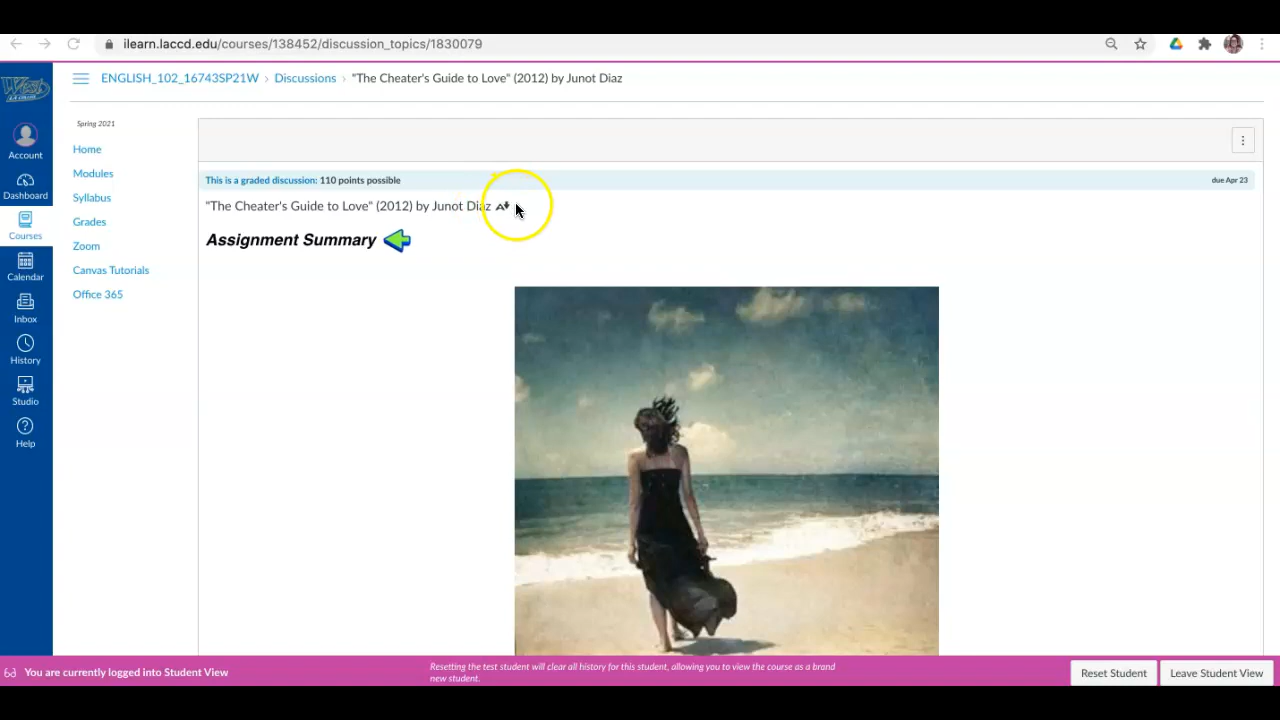 ilearn.laccd.edu/courses/138452/discussion_topics/1830079
ENGLISH_102_16743SP21W › Discussions › "The Cheater's Guide to Love" (2012) by Junot Diaz
West
Account
Dashboard
Courses
Calendar
Inbox
History
Studio
Help
Spring 2021
Home
Modules
Syllabus
Grades
Zoom
Canvas Tutorials
Office 365
This is a graded discussion: 110 points possible
due Apr 23
"The Cheater's Guide to Love" (2012) by Junot Diaz
Assignment Summary
You are currently logged into Student View
Resetting the test student will clear all history for this student, allowing you to view the course as a brand
new student.
Reset Student
Leave Student View